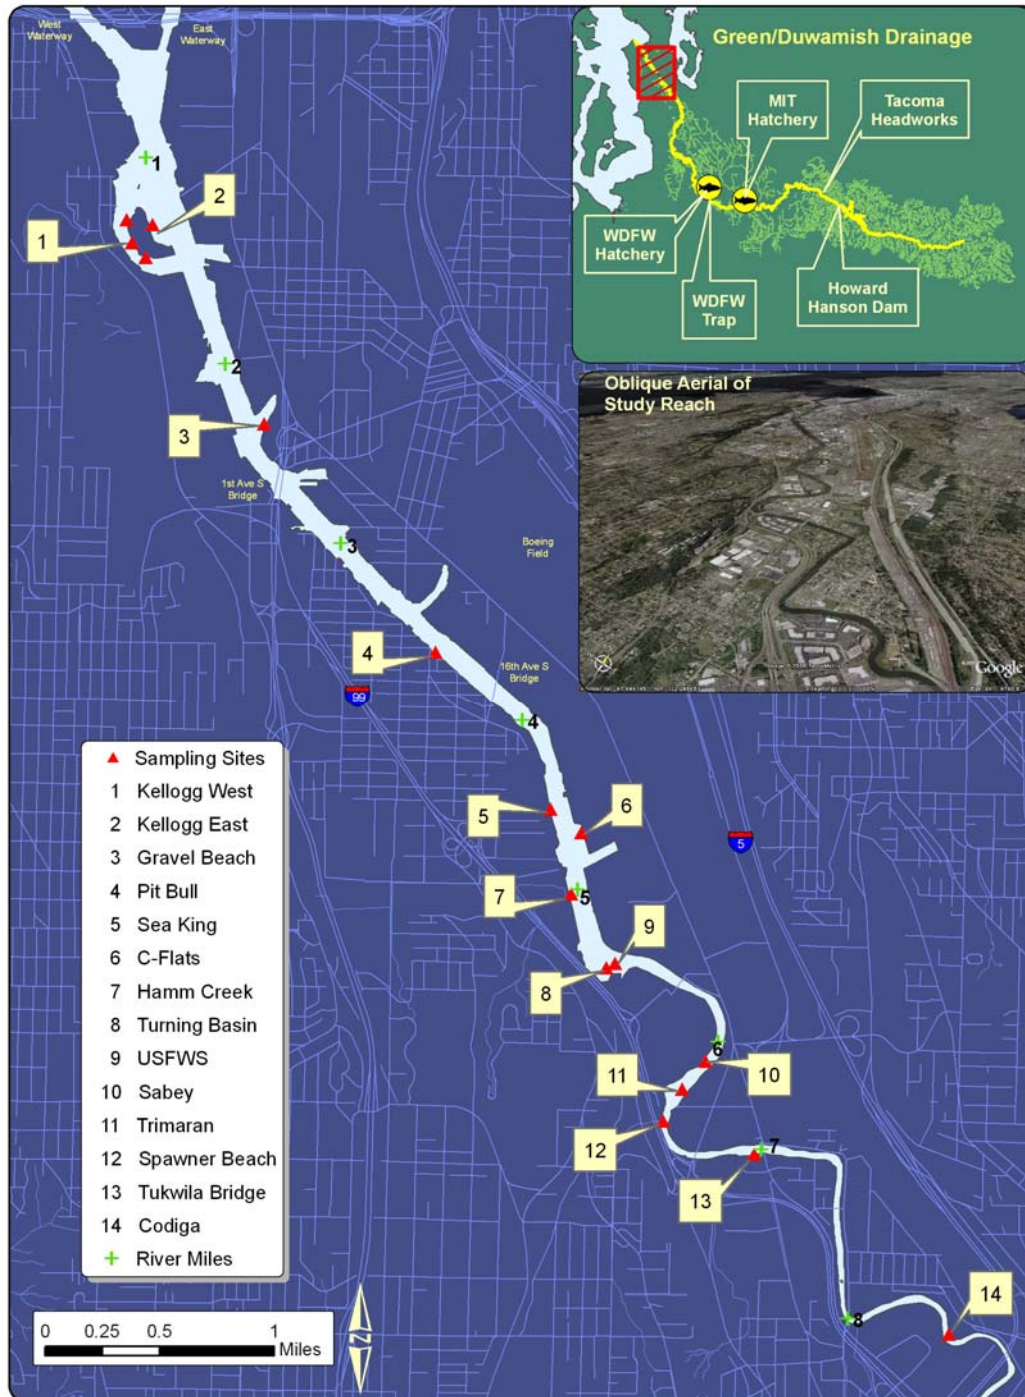 West
Waterway
East
Waterway
1
2
1
2
3
1st Ave S
Bridge
3
Boeing
Field
4
16th Ave S
Bridge
99
4
5
6
5
7
5
9
8
6
10
11
12
7
13
8
14
Green/Duwamish Drainage
MIT
Hatchery
Tacoma
Headworks
WDFW
Hatchery
WDFW
Trap
Howard
Hanson Dam
Oblique Aerial of
Study Reach
Google
Sampling Sites
1 Kellogg West
2 Kellogg East
3 Gravel Beach
4 Pit Bull
5 Sea King
6 C-Flats
7 Hamm Creek
8 Turning Basin
9 USFWS
10 Sabey
11 Trimaran
12 Spawner Beach
13 Tukwila Bridge
14 Codiga
River Miles
0 0.25 0.5 1
Miles
N